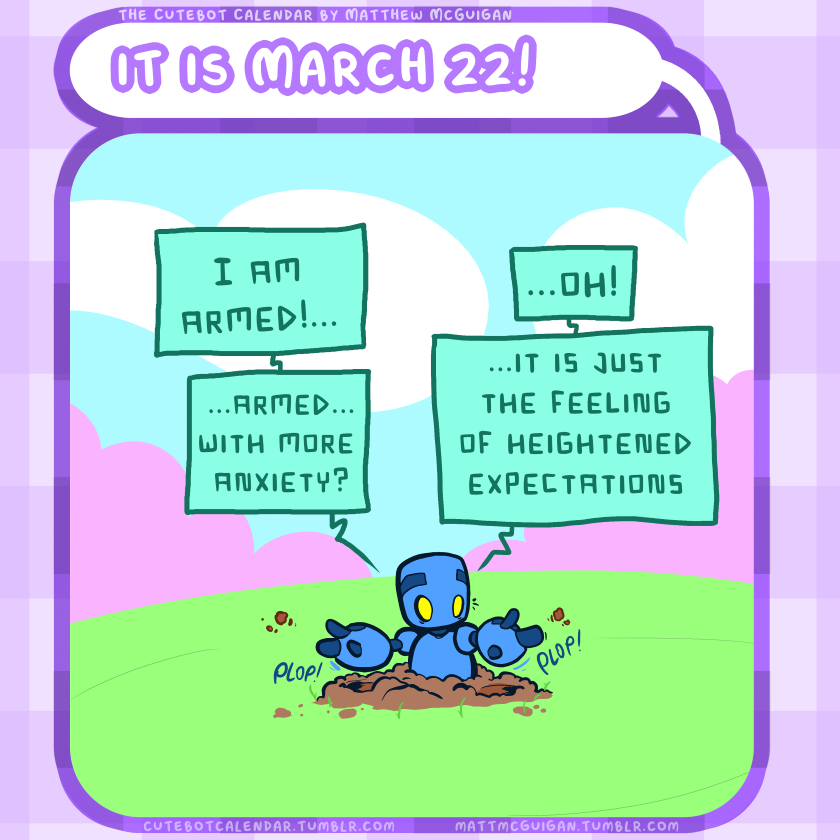 THE CUTEBOT CALENDAR BY MATTHEW MCGUIGAN
IT IS MARCH 22!
I AM
ARMED!...
...ARMED...
WITH MORE
ANXIETY?
...OH!
...IT IS JUST
THE FEELING
OF HEIGHTENED
EXPECTATIONS
PLOP!
PLOP!
CUTEBOTCALENDAR.TUMBLR.COM
MATTMCGUIGAN.TUMBLR.COM